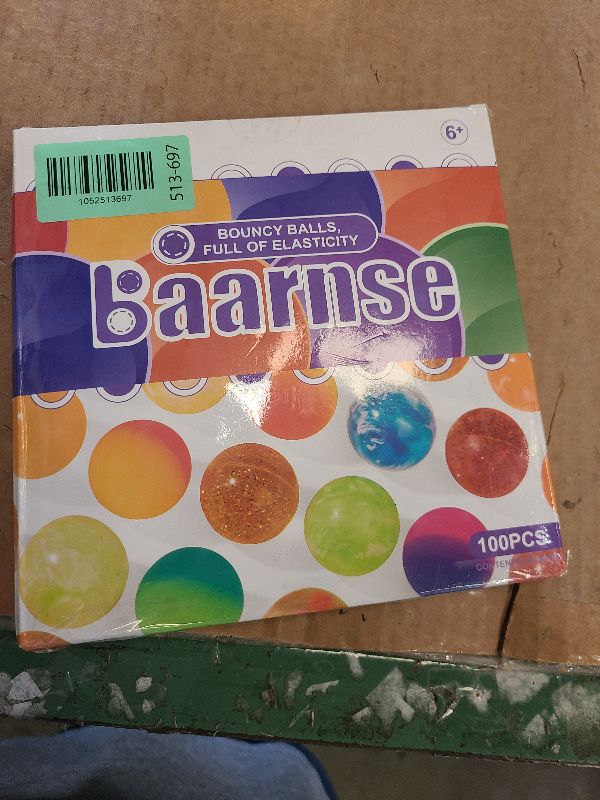 6+
1052513697
513-697
BOUNCY BALLS,
FULL OF ELASTICITY
baarnse
100PCS